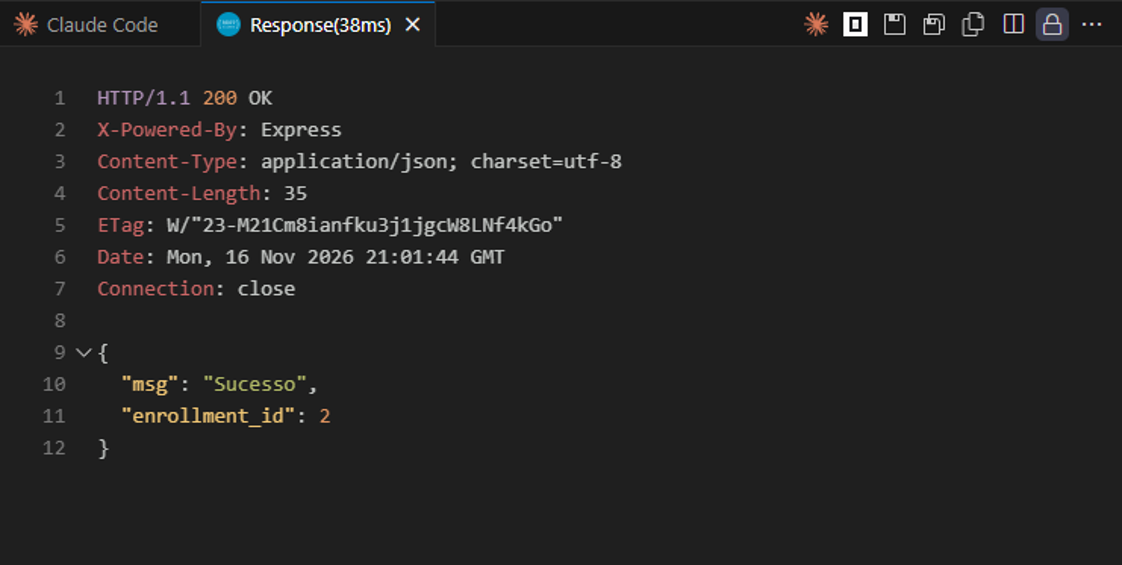 Claude Code
Response(38ms)
1 HTTP/1.1 200 OK
2 X-Powered-By: Express
3 Content-Type: application/json; charset=utf-8
4 Content-Length: 35
5 ETag: W/"23-M21Cm8ianfku3j1jgcW8LNf4kGo"
6 Date: Mon, 16 Nov 2026 21:01:44 GMT
7 Connection: close
8
9 {
10 "msg": "Sucesso",
11 "enrollment_id": 2
12 }